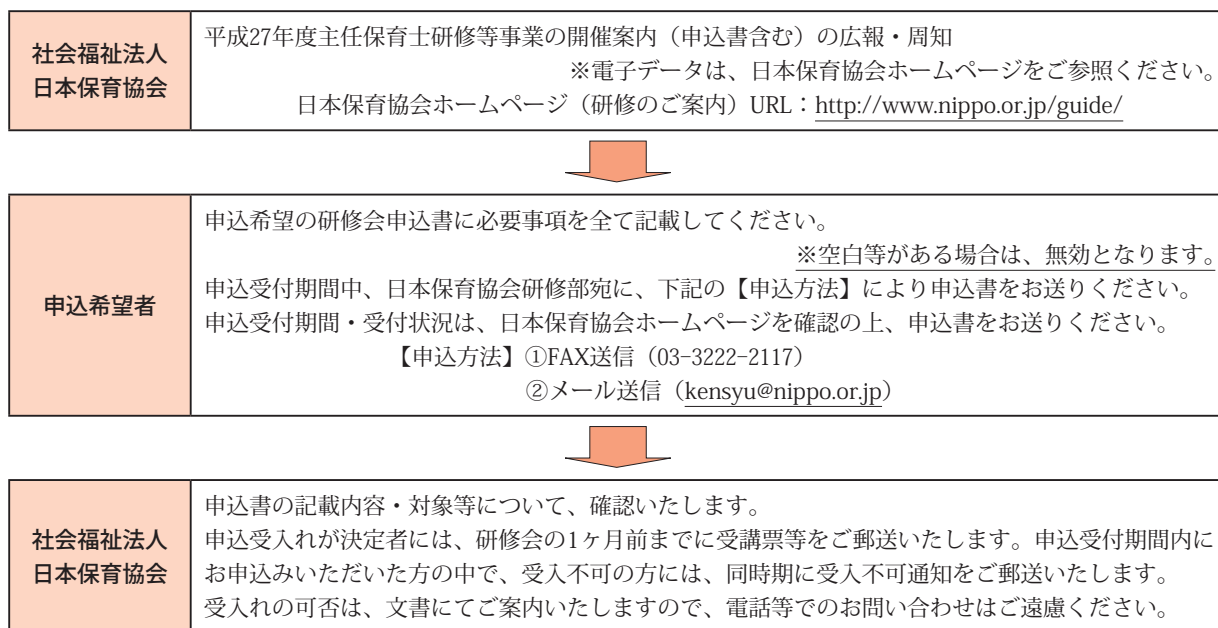 社会福祉法人
日本保育協会
平成27年度主任保育士研修等事業の開催案内（申込書含む）の広報・周知
※電子データは、日本保育協会ホームページをご参照ください。
日本保育協会ホームページ（研修のご案内）URL：http://www.nippo.or.jp/guide/
申込希望者
申込希望の研修会申込書に必要事項を全て記載してください。
※空白等がある場合は、無効となります。
申込受付期間中、日本保育協会研修部宛に、下記の【申込方法】により申込書をお送りください。
申込受付期間・受付状況は、日本保育協会ホームページを確認の上、申込書をお送りください。
【申込方法】①FAX送信（03-3222-2117）
②メール送信（kensyu@nippo.or.jp）
社会福祉法人
日本保育協会
申込書の記載内容・対象等について、確認いたします。
申込受入れが決定者には、研修会の1ヶ月前までに受講票等をご郵送いたします。申込受付期間内に
お申込みいただいた方の中で、受入不可の方には、同時期に受入不可通知をご郵送いたします。
受入れの可否は、文書にてご案内いたしますので、電話等でのお問い合わせはご遠慮ください。